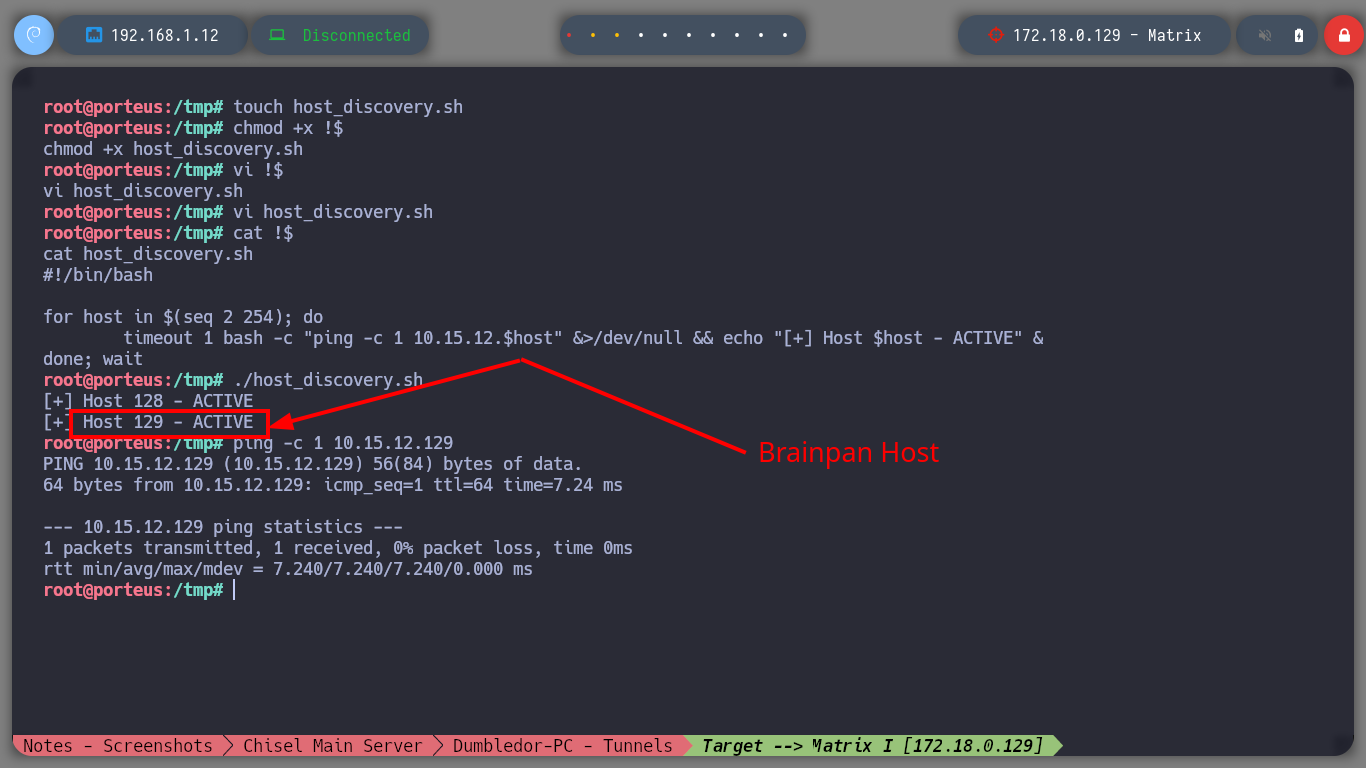 192.168.1.12 Disconnected 172.18.0.129 - Matrix
root@porteus:/tmp# touch host_discovery.sh
root@porteus:/tmp# chmod +x !$
chmod +x host_discovery.sh
root@porteus:/tmp# vi !$
vi host_discovery.sh
root@porteus:/tmp# vi host_discovery.sh
root@porteus:/tmp# cat !$
cat host_discovery.sh
#!/bin/bash
for host in $(seq 2 254); do
timeout 1 bash -c "ping -c 1 10.15.12.$host" &>/dev/null && echo "[+] Host $host - ACTIVE" &
done; wait
root@porteus:/tmp# ./host_discovery.sh
[+] Host 128 - ACTIVE
[+] Host 129 - ACTIVE
root@porteus:/tmp# ping -c 1 10.15.12.129
Brainpan Host
PING 10.15.12.129 (10.15.12.129) 56(84) bytes of data.
64 bytes from 10.15.12.129: icmp_seq=1 ttl=64 time=7.24 ms
--- 10.15.12.129 ping statistics ---
1 packets transmitted, 1 received, 0% packet loss, time 0ms
rtt min/avg/max/mdev = 7.240/7.240/7.240/0.000 ms
root@porteus:/tmp#
Notes - Screenshots Chisel Main Server Dumbledor-PC - Tunnels Target --> Matrix I [172.18.0.129]